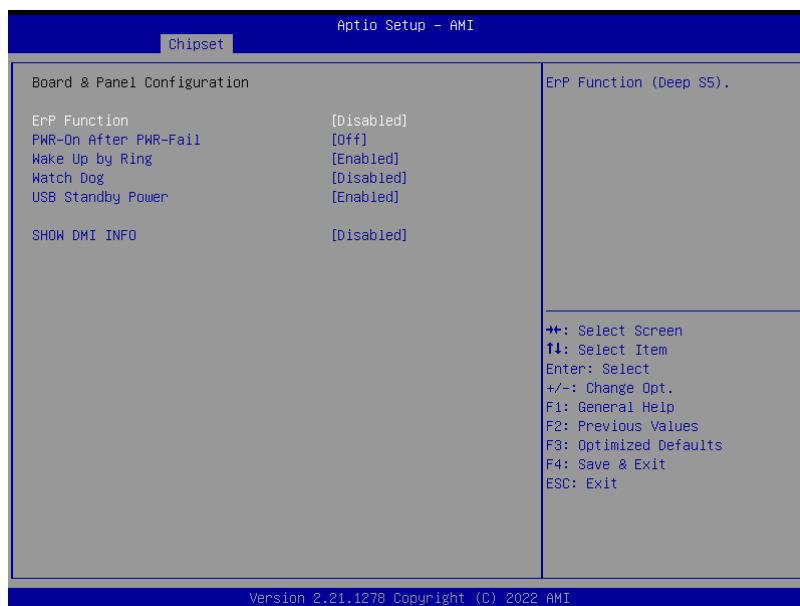 Aptio Setup – AMI
Chipset
Board & Panel Configuration
ErP Function [Disabled]
PWR-On After PWR-Fail [Off]
Wake Up by Ring [Enabled]
Watch Dog [Disabled]
USB Standby Power [Enabled]
SHOW DMI INFO [Disabled]
ErP Function (Deep S5).
→←: Select Screen
↑↓: Select Item
Enter: Select
+/-: Change Opt.
F1: General Help
F2: Previous Values
F3: Optimized Defaults
F4: Save & Exit
ESC: Exit
Version 2.21.1278 Copyright (C) 2022 AMI